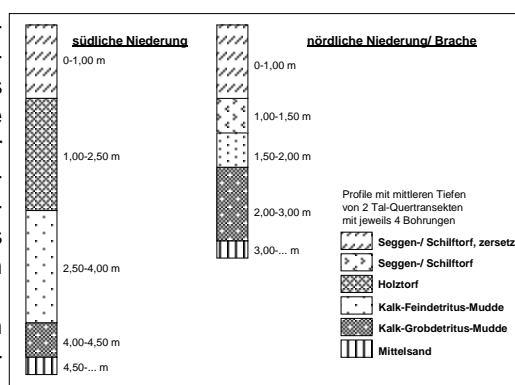 südliche Niederung
0-1,00 m
1,00-2,50 m
2,50-4,00 m
4,00-4,50 m
4,50-... m
nördliche Niederung/ Brache
0-1,00 m
1,00-1,50 m
1,50-2,00 m
2,00-3,00 m
3,00-... m
Profile mit mittleren Tiefen
von 2 Tal-Quertransekten
mit jeweils 4 Bohrungen
Seggen-/ Schilftorf, zersetz
Seggen-/ Schilftorf
Holztorf
Kalk-Feindetritus-Mudde
Kalk-Grobdetritus-Mudde
Mittelsand